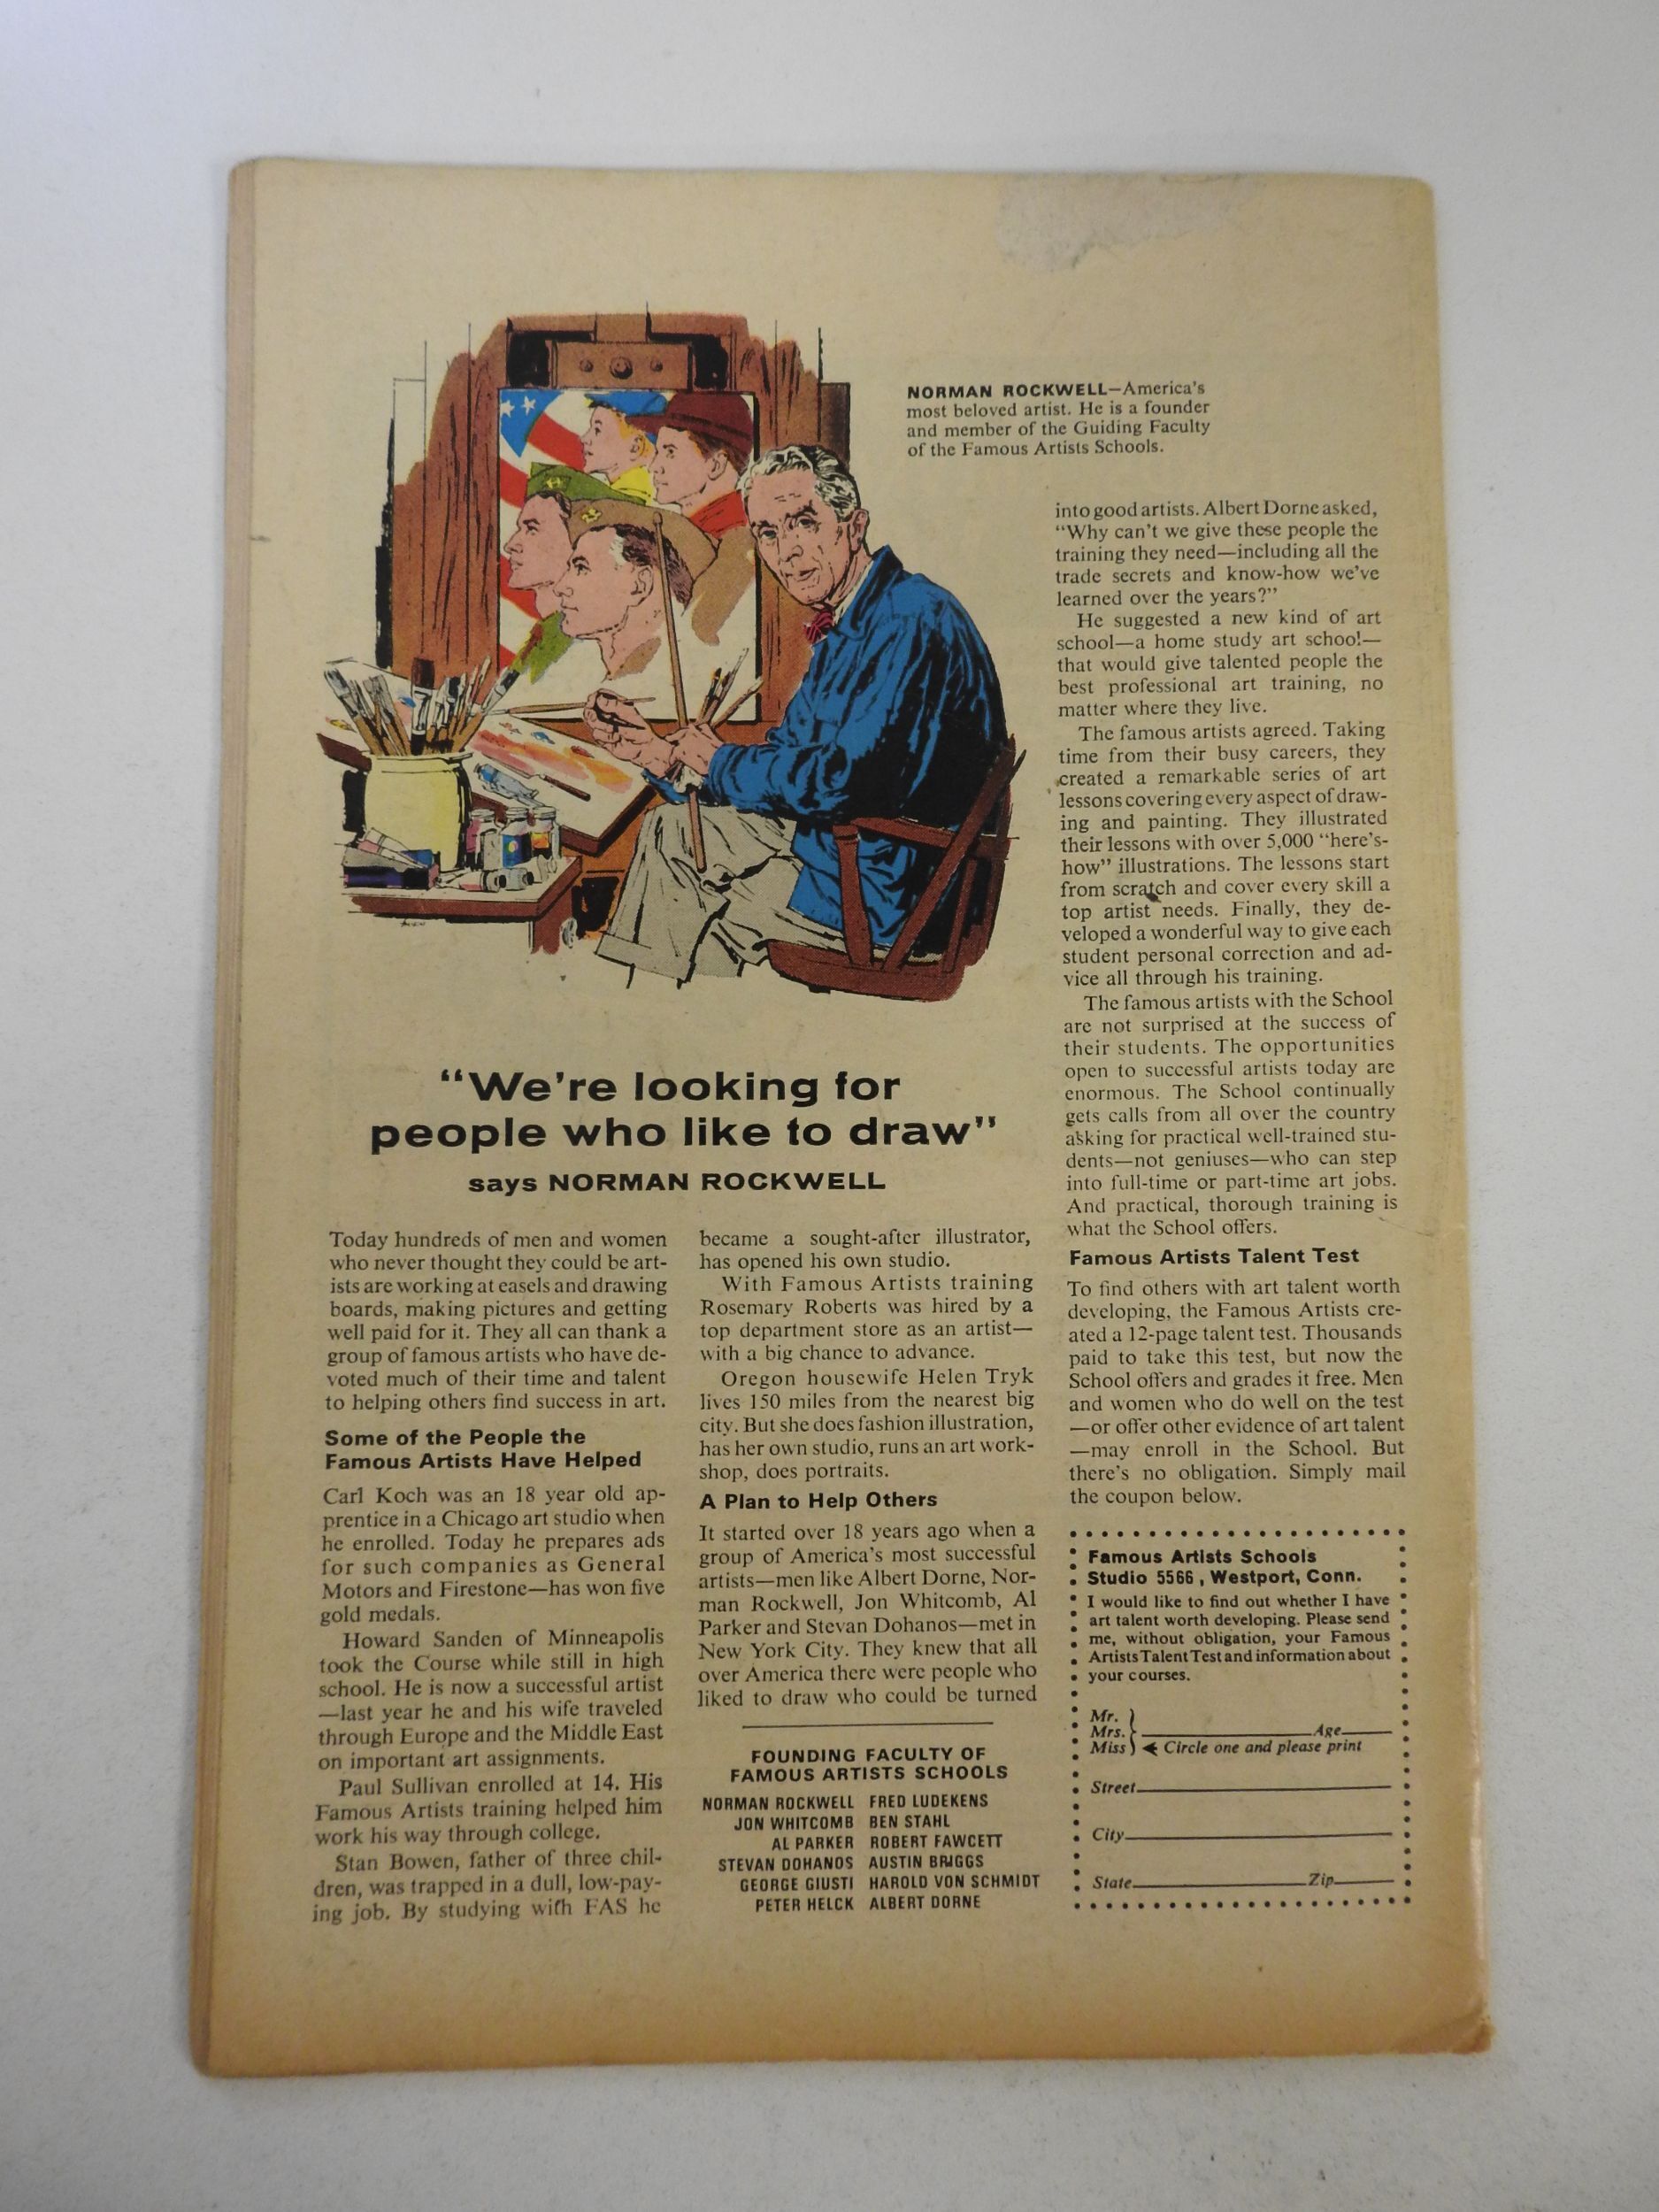 NORMAN ROCKWELL—America's
most beloved artist. He is a founder
and member of the Guiding Faculty
of the Famous Artists Schools.
"We're looking for
people who like to draw"
says NORMAN ROCKWELL
Today hundreds of men and women
who never thought they could be art-
ists are working at easels and drawing
boards, making pictures and getting
well paid for it. They all can thank a
group of famous artists who have de-
voted much of their time and talent
to helping others find success in art.
Some of the People the
Famous Artists Have Helped
Carl Koch was an 18 year old ap-
prentice in a Chicago art studio when
he enrolled. Today he prepares ads
for such companies as General
Motors and Firestone—has won five
gold medals.
Howard Sanden of Minneapolis
took the Course while still in high
school. He is now a successful artist
—last year he and his wife traveled
through Europe and the Middle East
on important art assignments.
Paul Sullivan enrolled at 14. His
Famous Artists training helped him
work his way through college.
Stan Bowen, father of three chil-
dren, was trapped in a dull, low-pay-
ing job. By studying with FAS he
became a sought-after illustrator,
has opened his own studio.
With Famous Artists training
Rosemary Roberts was hired by a
top department store as an artist—
with a big chance to advance.
Oregon housewife Helen Tryk
lives 150 miles from the nearest big
city. But she does fashion illustration,
has her own studio, runs an art work-
shop, does portraits.
A Plan to Help Others
It started over 18 years ago when a
group of America's most successful
artists—men like Albert Dorne, Nor-
man Rockwell, Jon Whitcomb, Al
Parker and Stevan Dohanos—met in
New York City. They knew that all
over America there were people who
liked to draw who could be turned
FOUNDING FACULTY OF
FAMOUS ARTISTS SCHOOLS
NORMAN ROCKWELL FRED LUDEKENS
JON WHITCOMB BEN STAHL
AL PARKER ROBERT FAWCETT
STEVAN DOHANOS AUSTIN BRIGGS
GEORGE GIUSTI HAROLD VON SCHMIDT
PETER HELCK ALBERT DORNE
into good artists. Albert Dorne asked,
"Why can't we give these people the
training they need—including all the
trade secrets and know-how we've
learned over the years?"
He suggested a new kind of art
school—a home study art school—
that would give talented people the
best professional art training, no
matter where they live.
The famous artists agreed. Taking
time from their busy careers, they
created a remarkable series of art
lessons covering every aspect of draw-
ing and painting. They illustrated
their lessons with over 5,000 "here's-
how" illustrations. The lessons start
from scratch and cover every skill a
top artist needs. Finally, they de-
veloped a wonderful way to give each
student personal correction and ad-
vice all through his training.
The famous artists with the School
are not surprised at the success of
their students. The opportunities
open to successful artists today are
enormous. The School continually
gets calls from all over the country
asking for practical well-trained stu-
dents—not geniuses—who can step
into full-time or part-time art jobs.
And practical, thorough training is
what the School offers.
Famous Artists Talent Test
To find others with art talent worth
developing, the Famous Artists cre-
ated a 12-page talent test. Thousands
paid to take this test, but now the
School offers and grades it free. Men
and women who do well on the test
—or offer other evidence of art talent
—may enroll in the School. But
there's no obligation. Simply mail
the coupon below.
Famous Artists Schools
Studio 5566, Westport, Conn.
I would like to find out whether I have
art talent worth developing. Please send
me, without obligation, your Famous
Artists Talent Test and information about
your courses.
Mr.
Mrs. Age
Miss Circle one and please print
Street
City
State Zip